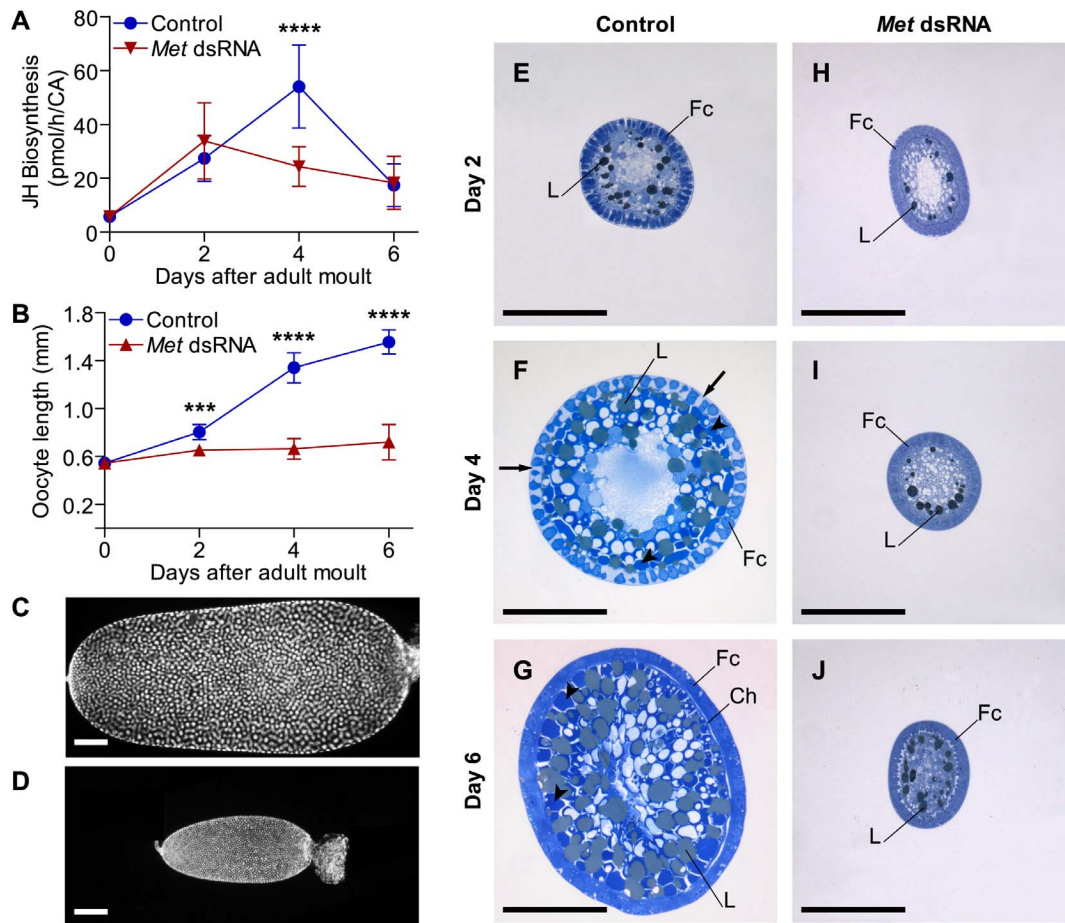 A
Control
Met dsRNA
****
JH Biosynthesis
(pmol/h/CA)
80
60
40
20
0
0 2 4 6
Days after adult moult
B
Control
Met dsRNA
***
****
****
Oocyte length (mm)
1.8
1.4
1.0
0.6
0.2
0 2 4 6
Days after adult moult
C
D
Control
Met dsRNA
Day 2
E
Fc
L
H
Fc
L
Day 4
F
L
Fc
I
Fc
L
Day 6
G
Fc
Ch
L
J
Fc
L